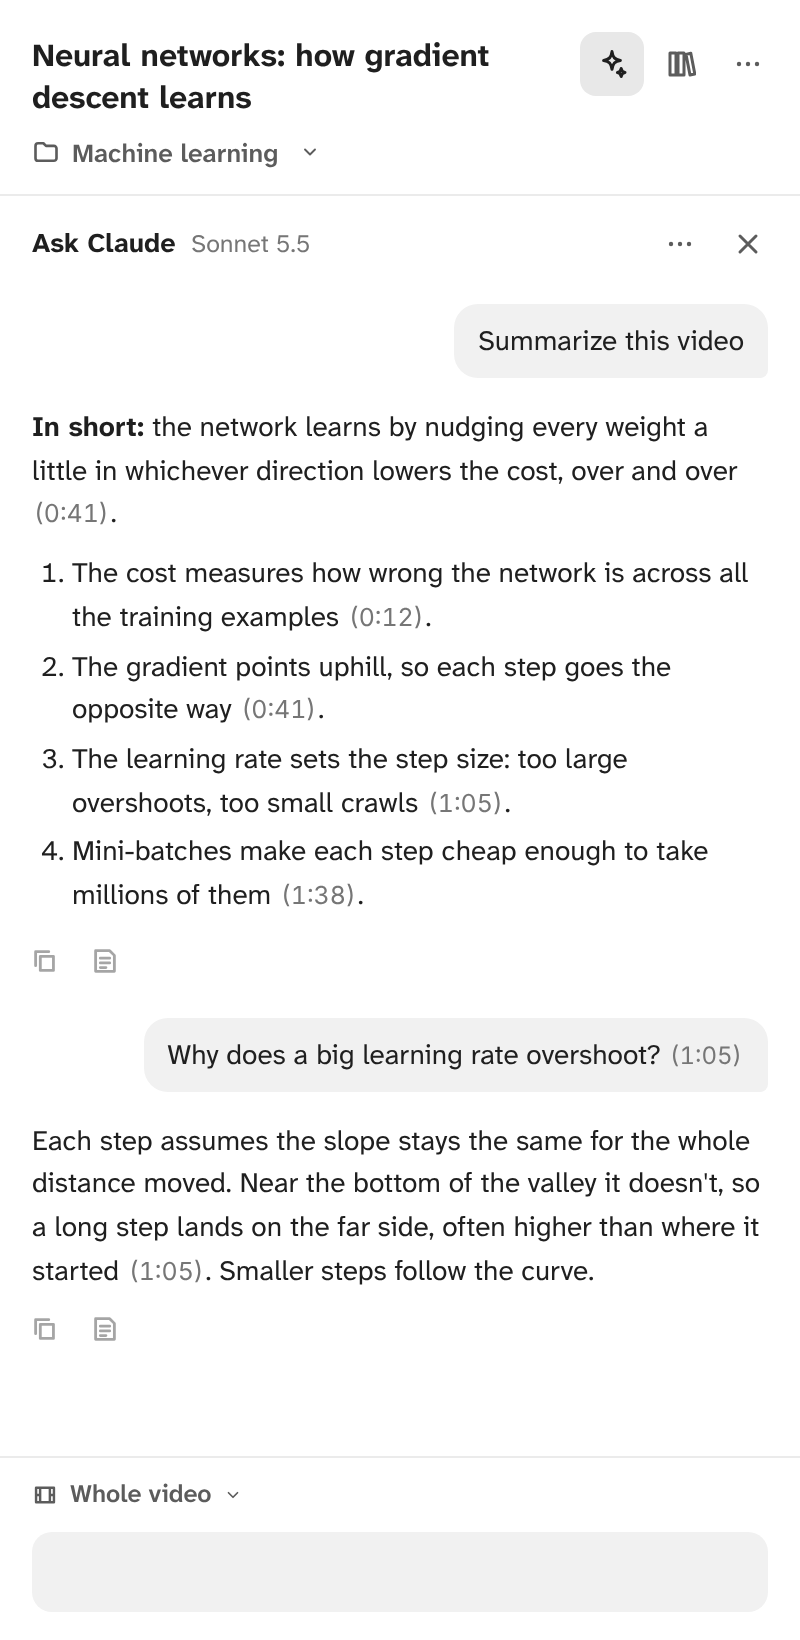 Neural networks: how gradient
descent learns
Machine learning
Ask Claude Sonnet 5.5
Summarize this video
In short: the network learns by nudging every weight a
little in whichever direction lowers the cost, over and over
(0:41).
1. The cost measures how wrong the network is across all
the training examples (0:12).
2. The gradient points uphill, so each step goes the
opposite way (0:41).
3. The learning rate sets the step size: too large
overshoots, too small crawls (1:05).
4. Mini-batches make each step cheap enough to take
millions of them (1:38).
Why does a big learning rate overshoot? (1:05)
Each step assumes the slope stays the same for the whole
distance moved. Near the bottom of the valley it doesn't, so
a long step lands on the far side, often higher than where it
started (1:05). Smaller steps follow the curve.
Whole video